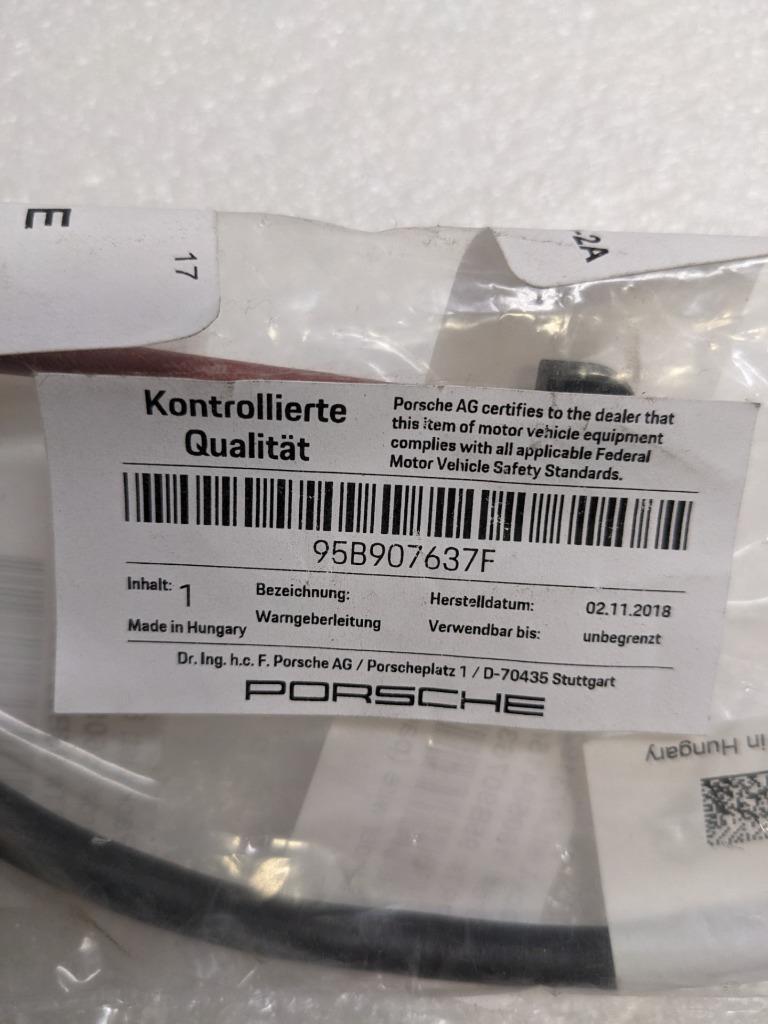 E
17
-2A
Kontrollierte
Qualität
Porsche AG certifies to the dealer that
this item of motor vehicle equipment
complies with all applicable Federal
Motor Vehicle Safety Standards.
95B907637F
Inhalt: 1
Made in Hungary
Bezeichnung:
Warngeberleitung
Herstelldatum: 02.11.2018
Verwendbar bis: unbegrenzt
Dr. Ing. h.c. F. Porsche AG / Porscheplatz 1 / D-70435 Stuttgart
PORSCHE
in Hungary